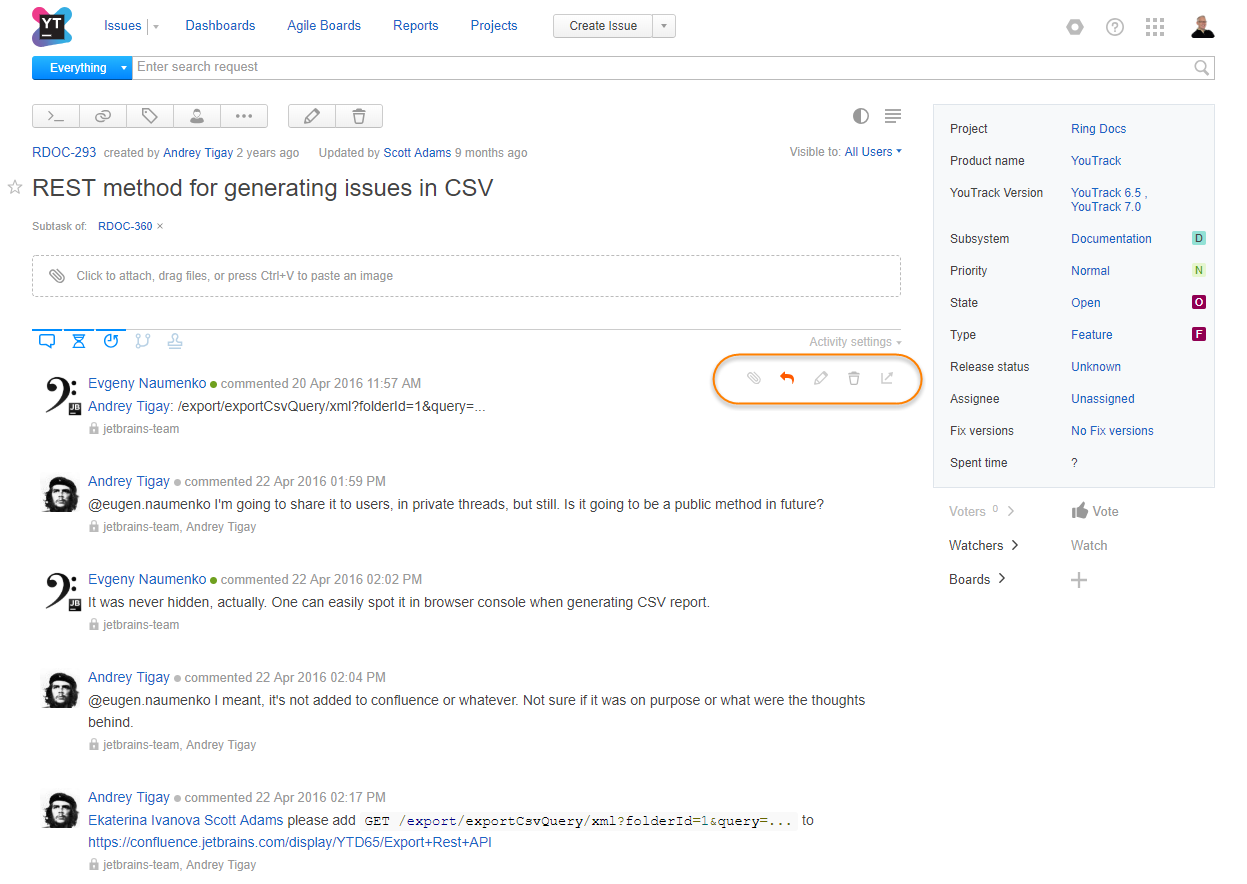 YT
Issues
Dashboards
Agile Boards
Reports
Projects
Create Issue
Everything
Enter search request
RDOC-293 created by Andrey Tigay 2 years ago Updated by Scott Adams 9 months ago
Visible to: All Users
REST method for generating issues in CSV
Subtask of: RDOC-360 ×
Click to attach, drag files, or press Ctrl+V to paste an image
Activity settings
Evgeny Naumenko commented 20 Apr 2016 11:57 AM
Andrey Tigay: /export/exportCsvQuery/xml?folderId=1&query=...
JB
jetbrains-team
Andrey Tigay commented 22 Apr 2016 01:59 PM
@eugen.naumenko I'm going to share it to users, in private threads, but still. Is it going to be a public method in future?
jetbrains-team, Andrey Tigay
Evgeny Naumenko commented 22 Apr 2016 02:02 PM
It was never hidden, actually. One can easily spot it in browser console when generating CSV report.
JB
jetbrains-team
Andrey Tigay commented 22 Apr 2016 02:04 PM
@eugen.naumenko I meant, it's not added to confluence or whatever. Not sure if it was on purpose or what were the thoughts
behind.
jetbrains-team, Andrey Tigay
Andrey Tigay commented 22 Apr 2016 02:17 PM
Ekaterina Ivanova Scott Adams please add GET /export/exportCsvQuery/xml?folderId=1&query=... to
https://confluence.jetbrains.com/display/YTD65/Export+Rest+API
jetbrains-team, Andrey Tigay
Project Ring Docs
Product name YouTrack
YouTrack Version YouTrack 6.5 ,
YouTrack 7.0
Subsystem Documentation D
Priority Normal N
State Open O
Type Feature F
Release status Unknown
Assignee Unassigned
Fix versions No Fix versions
Spent time ?
Voters 0 Vote
Watchers Watch
Boards